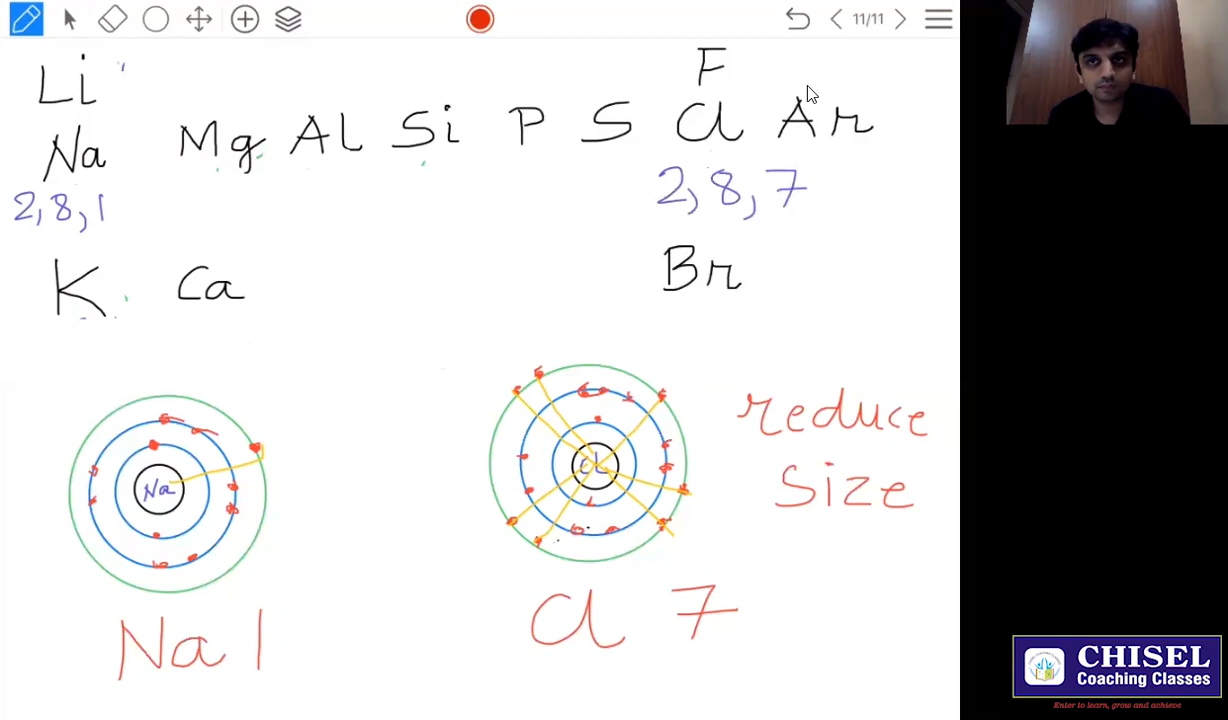 11/11
F
Li
Na Mg Al Si P S Cl Ar
2,8,1 2,8,7
K Ca Br
reduce
size
Na Cl
Na 1 Cl 7
CHISEL
Coaching Classes
Enter to learn, grow and achieve